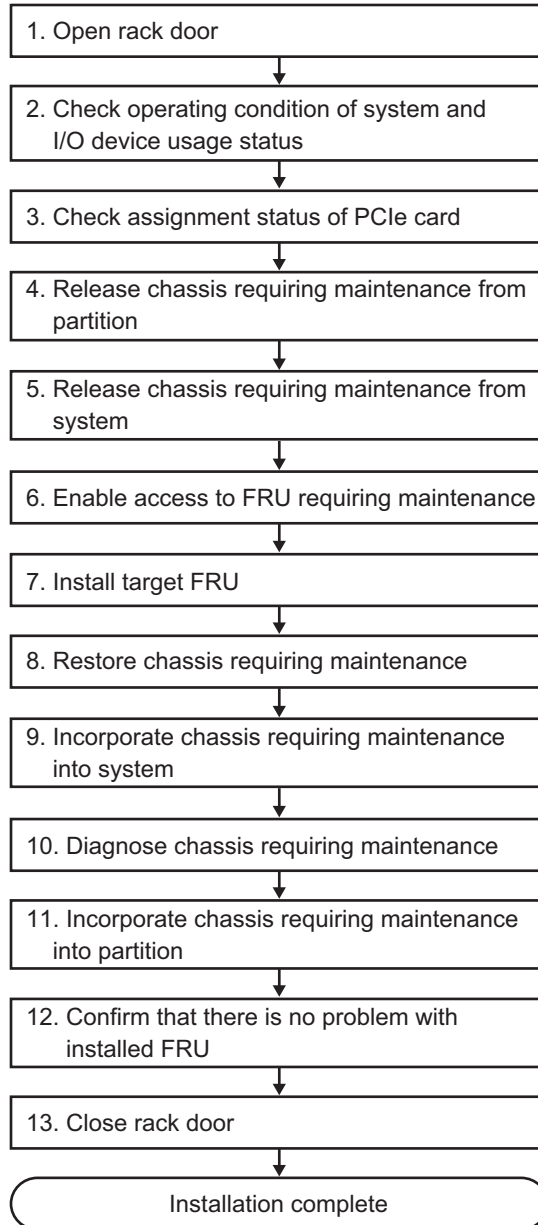 1. Open rack door
2. Check operating condition of system and
I/O device usage status
3. Check assignment status of PCIe card
4. Release chassis requiring maintenance from
partition
5. Release chassis requiring maintenance from
system
6. Enable access to FRU requiring maintenance
7. Install target FRU
8. Restore chassis requiring maintenance
9. Incorporate chassis requiring maintenance
into system
10. Diagnose chassis requiring maintenance
11. Incorporate chassis requiring maintenance
into partition
12. Confirm that there is no problem with
installed FRU
13. Close rack door
Installation complete